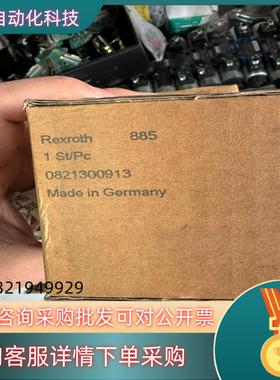 自动化科技
Rexroth 885
1 St/Pc
0821300913
Made in Germany
821949929
咨询采购批发可对公开票
客服详情下单采购